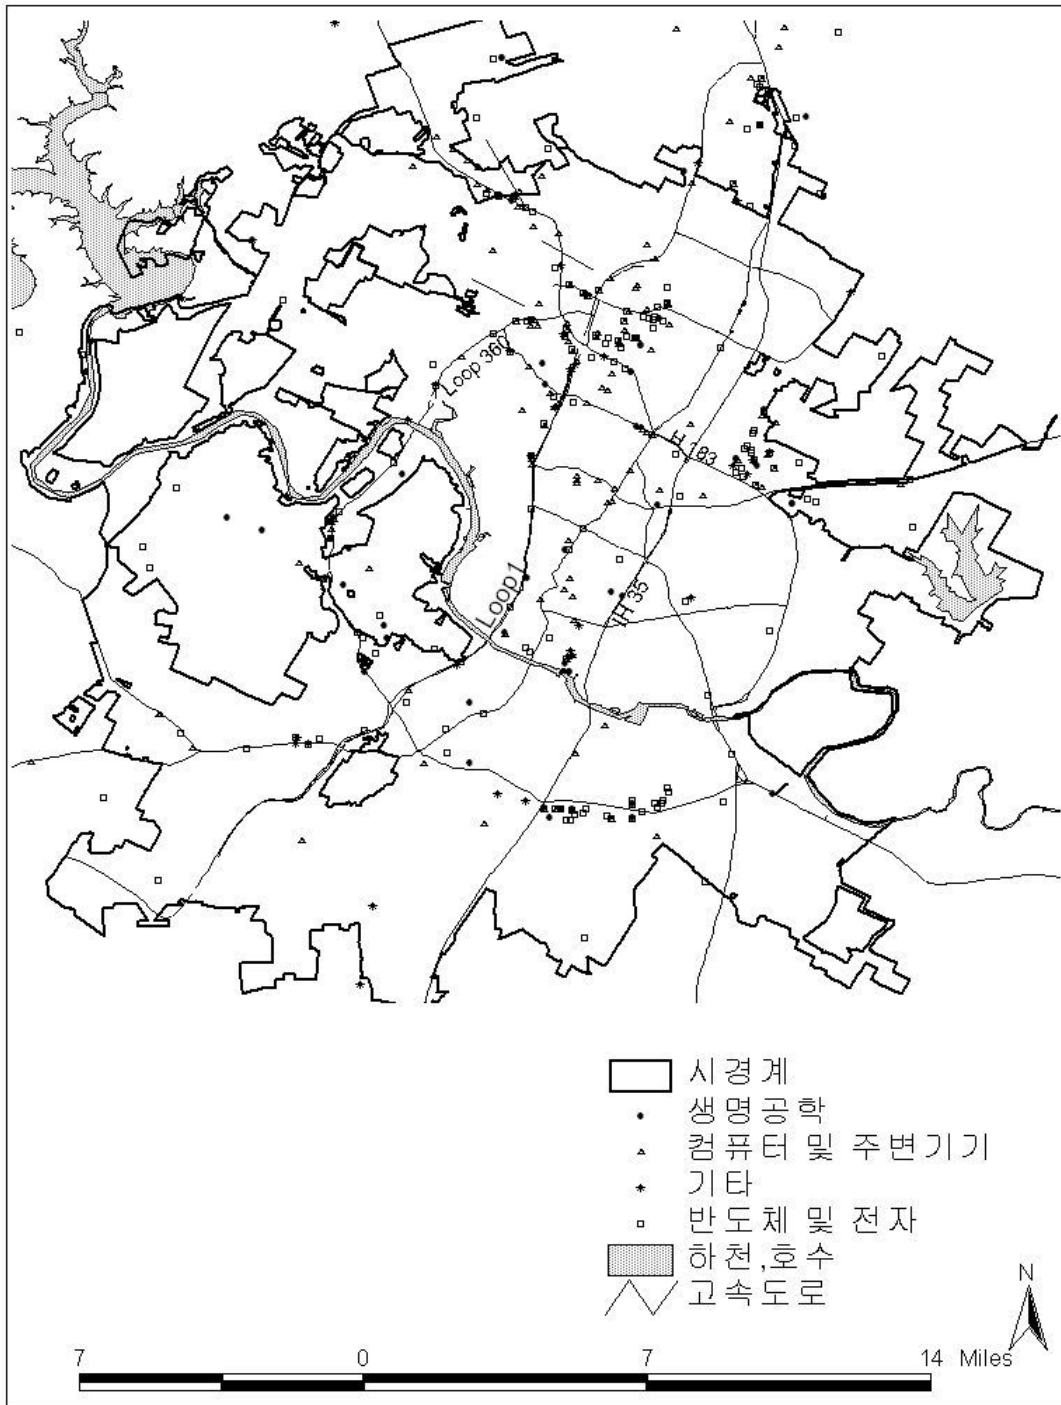 Loop 360
IH 183
Loop1
IH 35
시경계
생명공학
컴퓨터 및 주변기기
기타
반도체 및 전자
하천,호수
고속도로
N
7 0 7 14 Miles